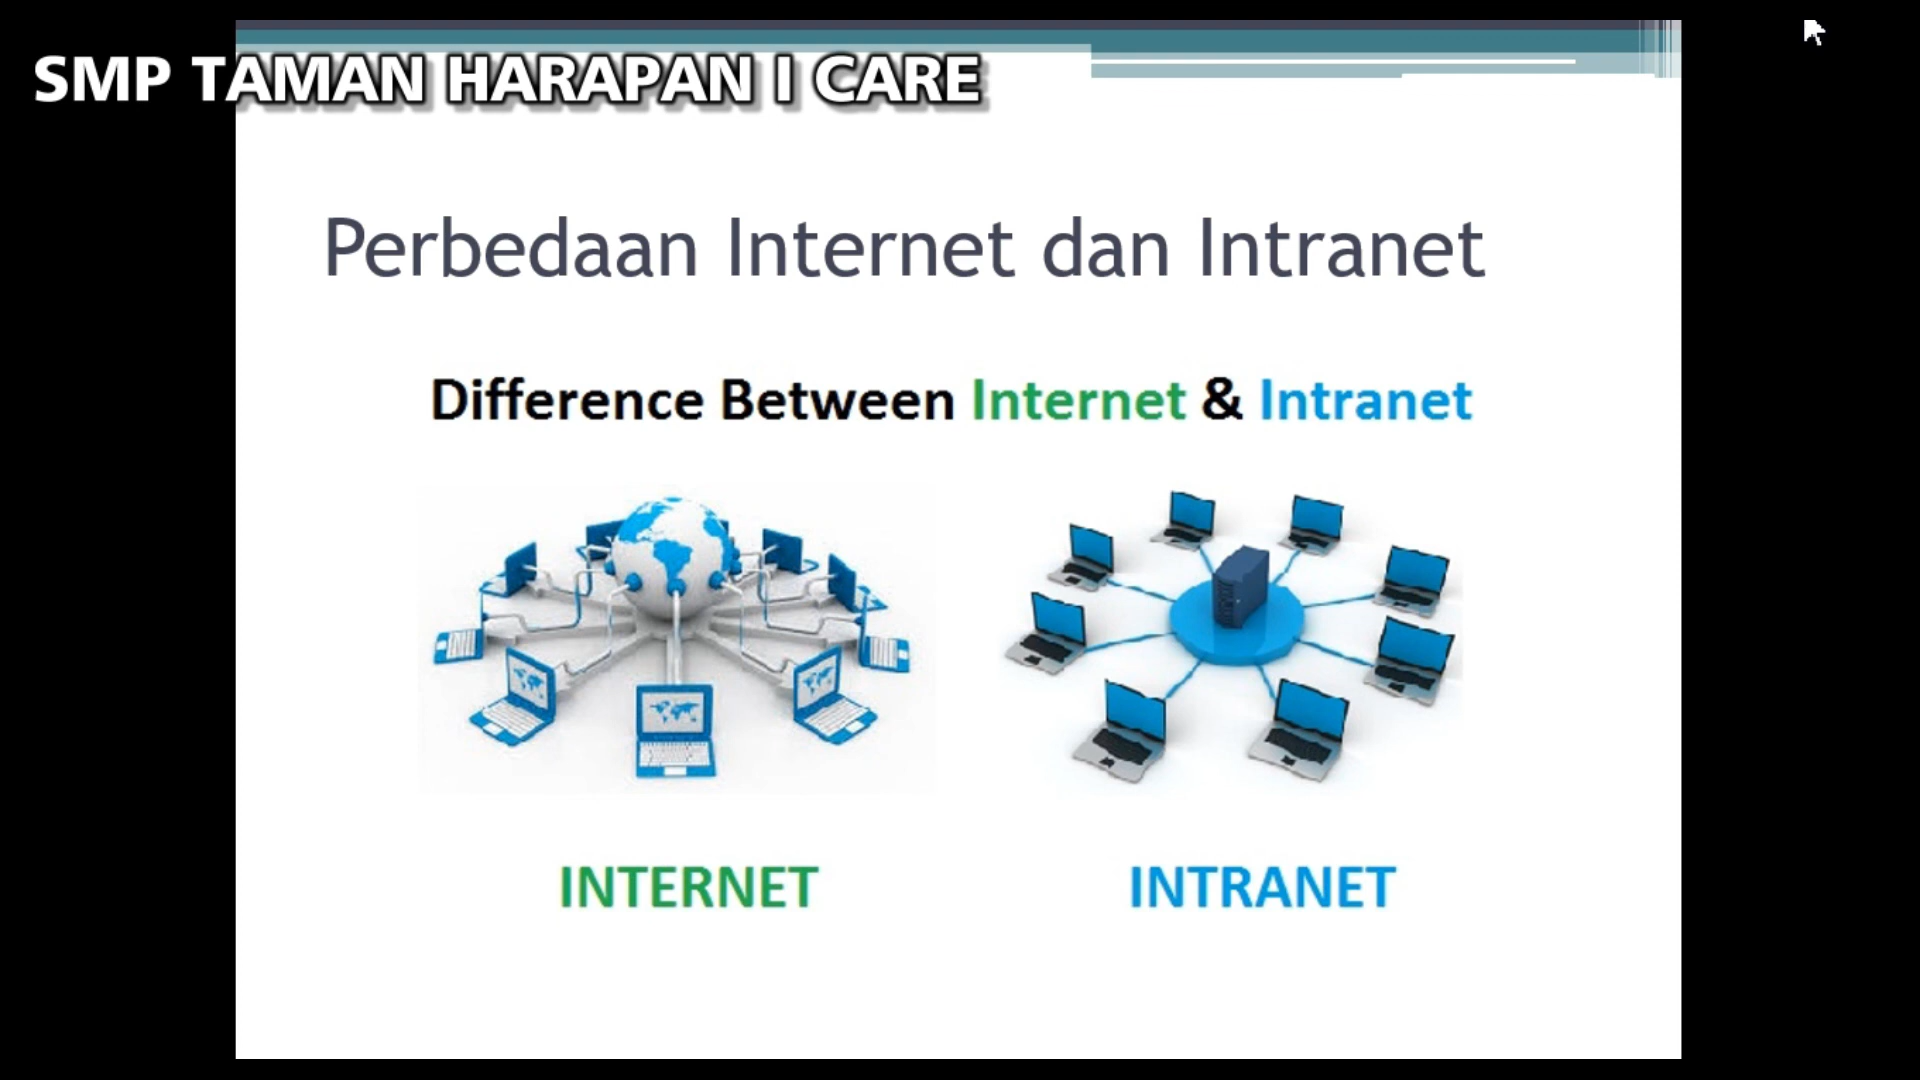 SMP TAMAN HARAPAN I CARE
Perbedaan Internet dan Intranet
Difference Between Internet & Intranet
INTERNET
INTRANET